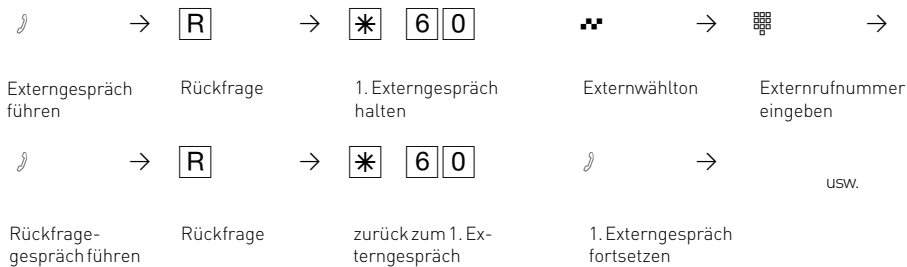 R * 6 0
Externgespräch führen
Rückfrage
1. Externgespräch halten
Externwählton
Externrufnummer eingeben
R * 6 0
usw.
Rückfrage-
gespräch führen
Rückfrage
zurück zum 1. Ex-
terngespräch
1. Externgespräch fortsetzen